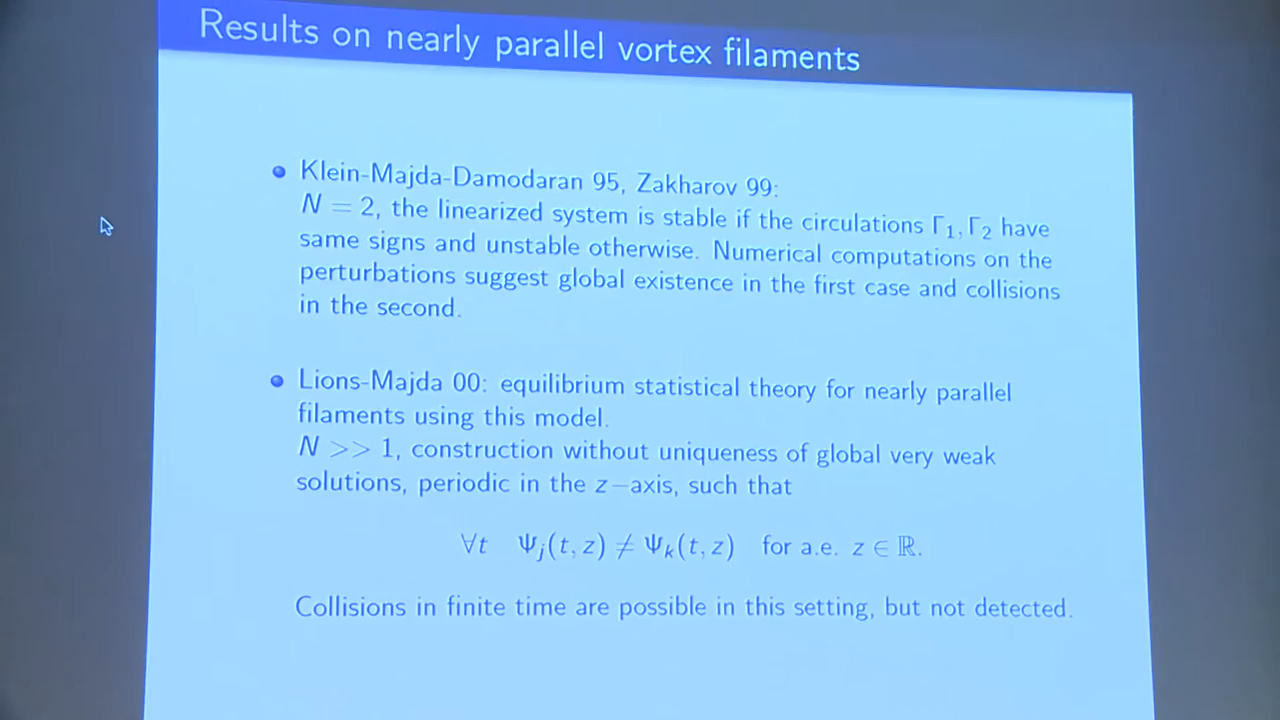 Results on nearly parallel vortex filaments
Klein-Majda-Damodaran 95, Zakharov 99:
N = 2, the linearized system is stable if the circulations Γ₁, Γ₂ have
same signs and unstable otherwise. Numerical computations on the
perturbations suggest global existence in the first case and collisions
in the second.
Lions-Majda 00: equilibrium statistical theory for nearly parallel
filaments using this model.
N >> 1, construction without uniqueness of global very weak
solutions, periodic in the z−axis, such that
∀t Ψⱼ(t, z) ≠ Ψₖ(t, z) for a.e. z ∈ ℝ.
Collisions in finite time are possible in this setting, but not detected.